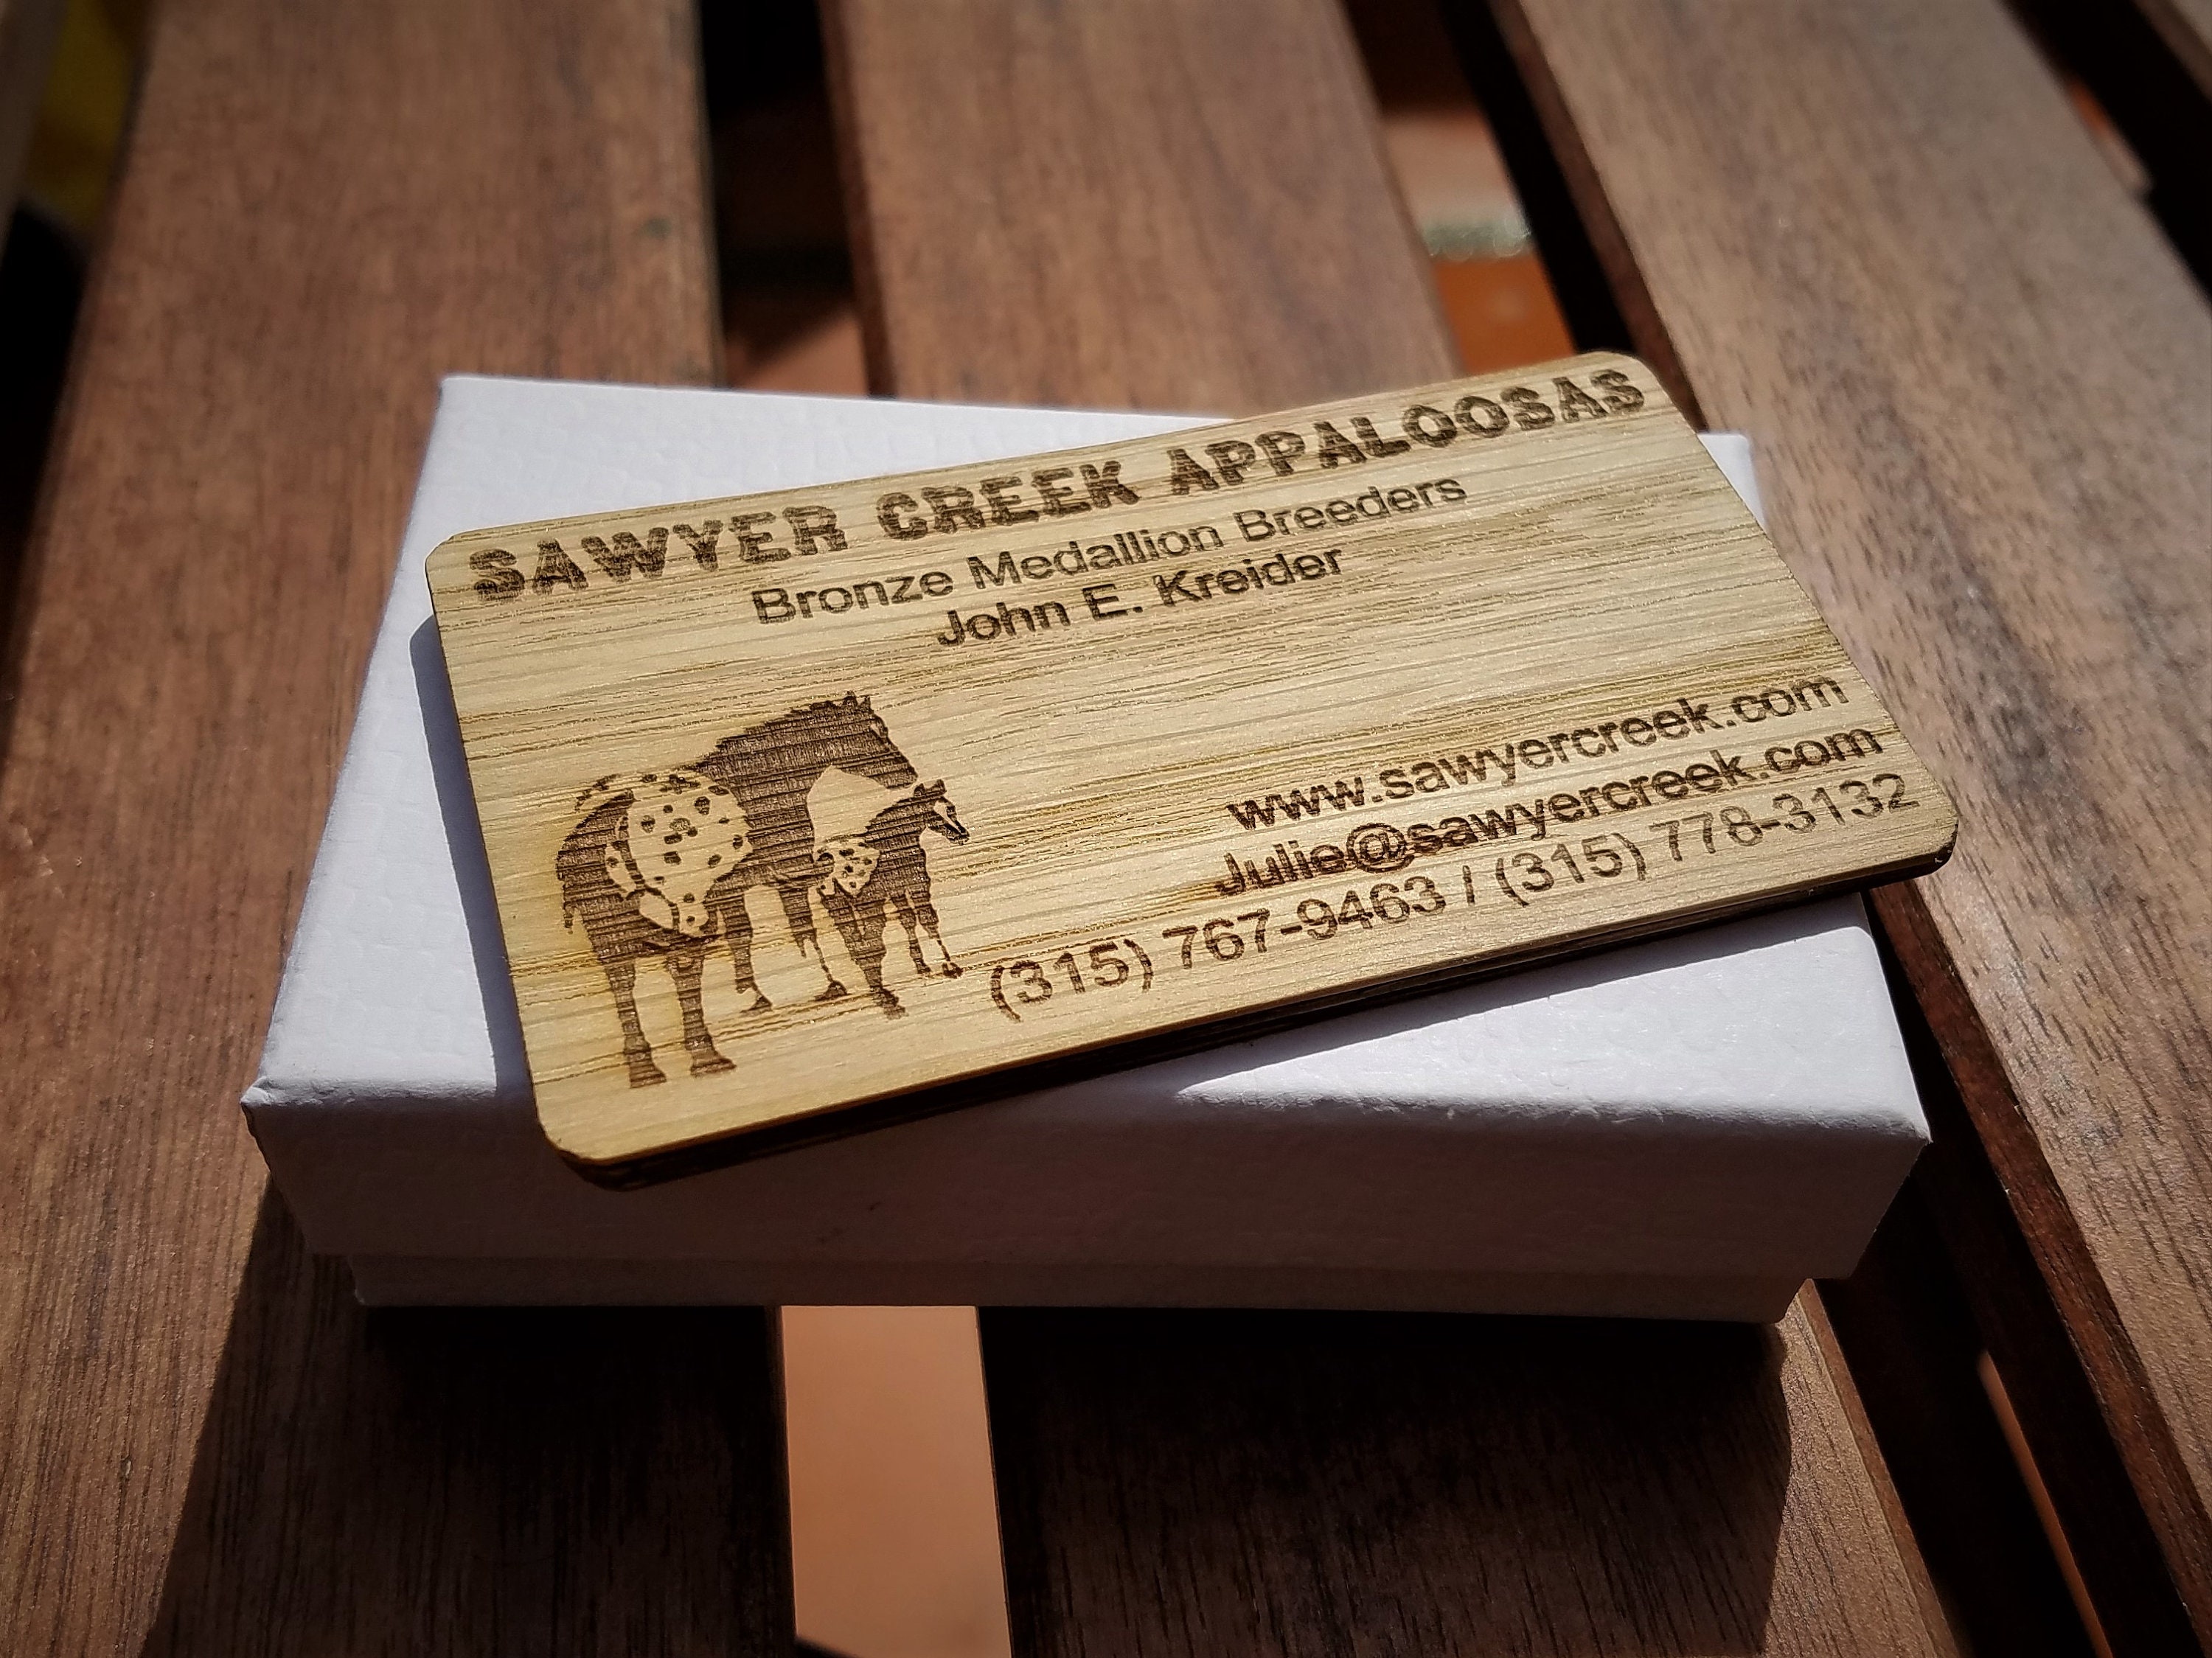 SAWYER CREEK APPALOOSAS
Bronze Medallion Breeders
John E. Kreider
www.sawyercreek.com
Julie@sawyercreek.com
(315) 767-9463 / (315) 778-3132